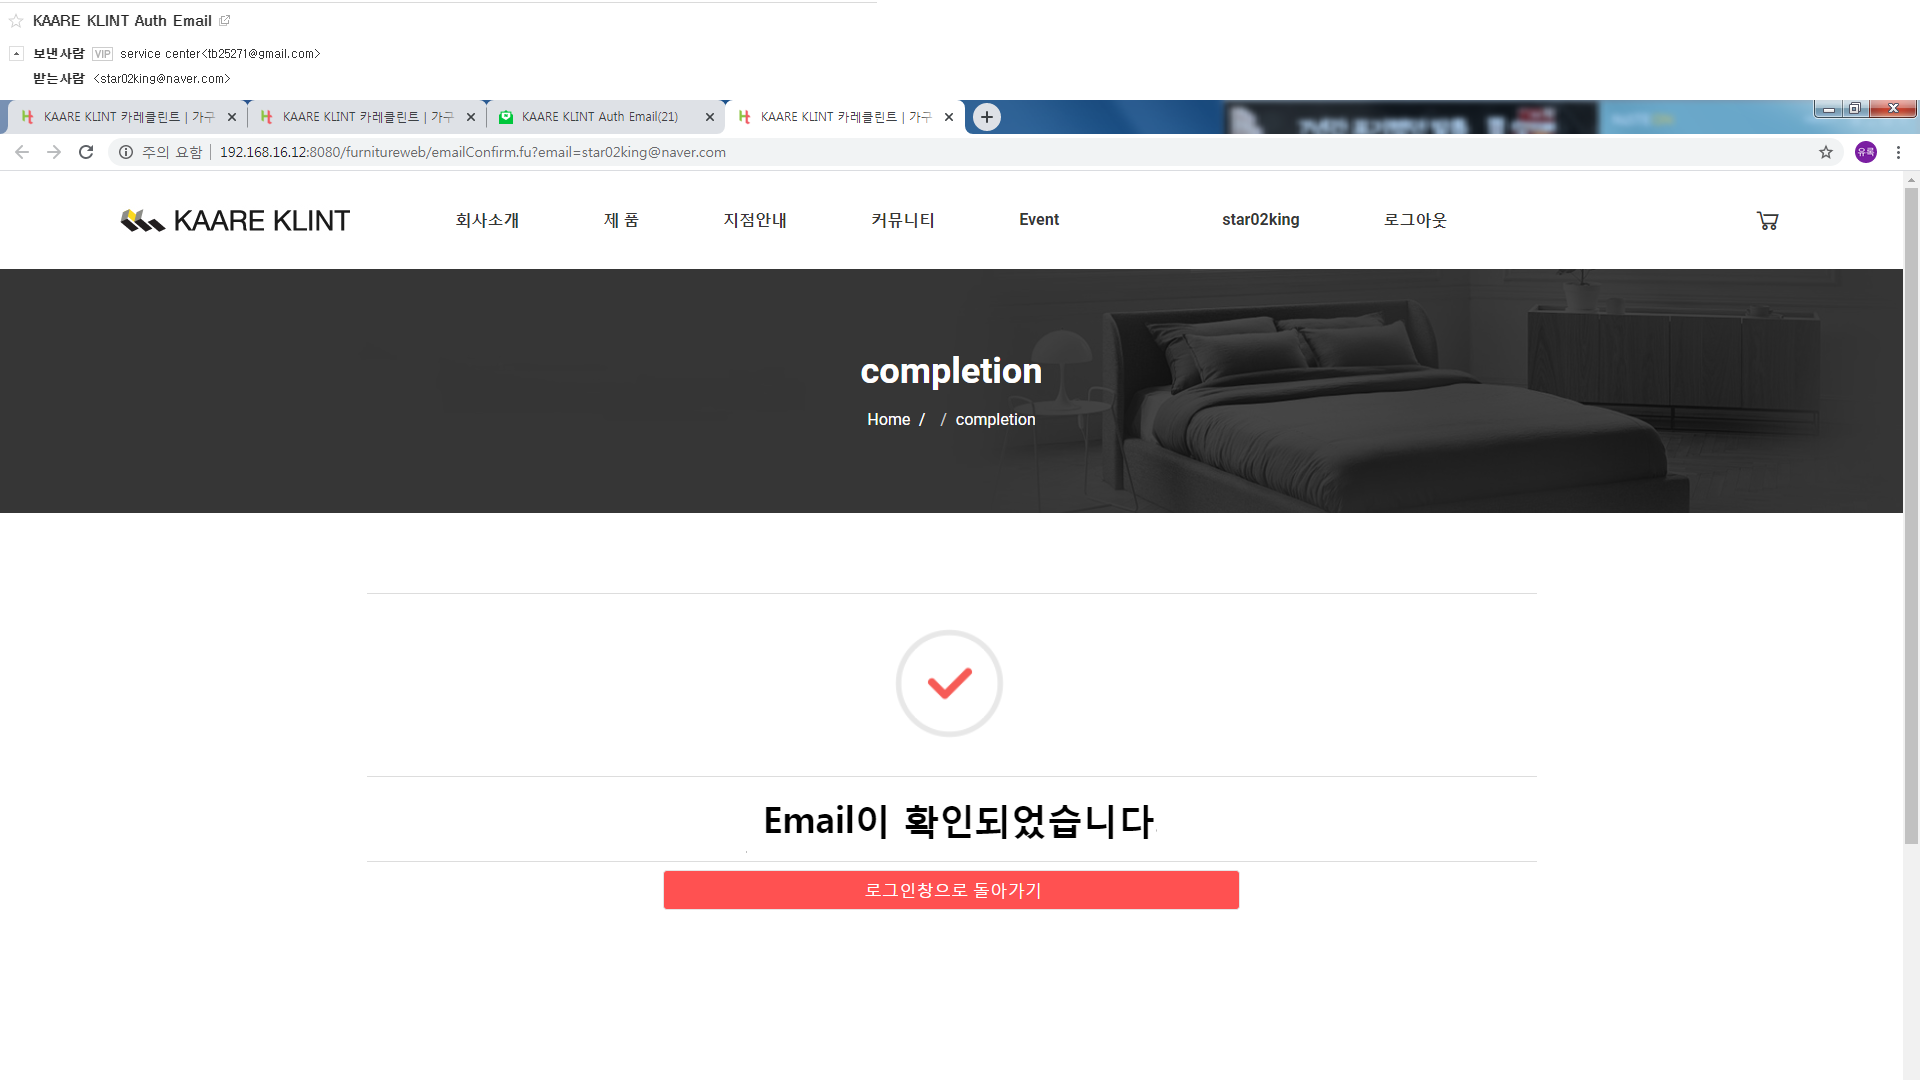 KAARE KLINT Auth Email
보낸사람 VIP service center<tb25271@gmail.com>
받는사람 <star02king@naver.com>
KAARE KLINT 카레클린트 | 가구
KAARE KLINT 카레클린트 | 가구
KAARE KLINT Auth Email(21)
KAARE KLINT 카레클린트 | 가구
주의 요함 | 192.168.16.12:8080/furnitureweb/emailConfirm.fu?email=star02king@naver.com
유록
KAARE KLINT
회사소개
제 품
지점안내
커뮤니티
Event
star02king
로그아웃
completion
Home / / completion
Email이 확인되었습니다.
로그인창으로 돌아가기